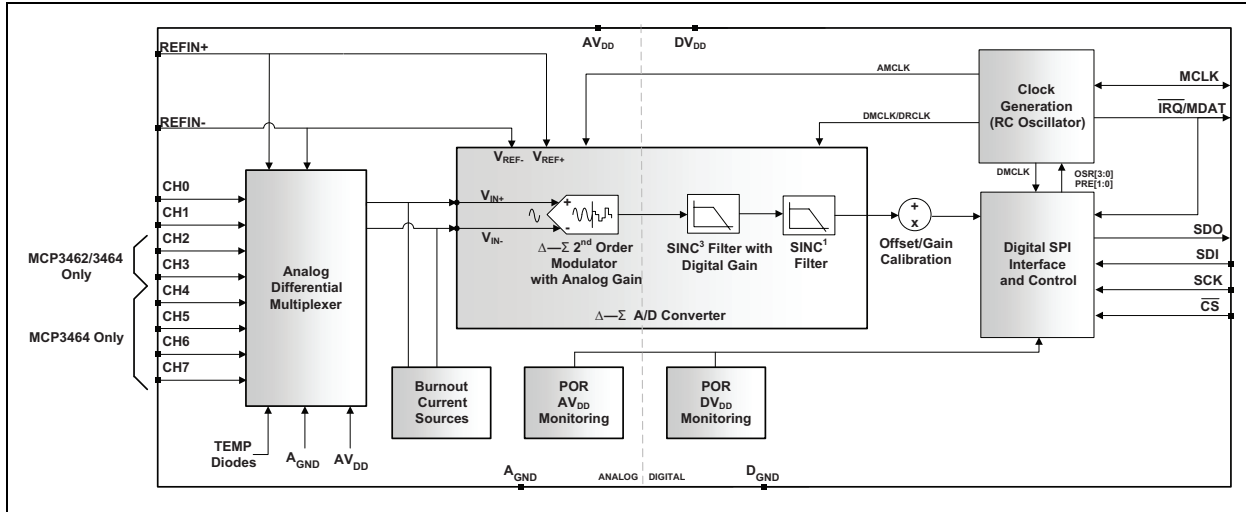 AVDD
DVDD
REFIN+
REFIN-
AMCLK
DMCLK/DRCLK
Clock
Generation
(RC Oscillator)
MCLK
IRQ/MDAT
DMCLK
OSR[3:0]
PRE[1:0]
CH0
CH1
CH2
CH3
CH4
CH5
CH6
CH7
MCP3462/3464
Only
MCP3464 Only
Analog
Differential
Multiplexer
TEMP
Diodes
AGND
AVDD
VREF-
VREF+
VIN+
VIN-
+
-
Δ—Σ 2nd Order
Modulator
with Analog Gain
SINC3 Filter with
Digital Gain
SINC1
Filter
Δ—Σ A/D Converter
+
x
Offset/Gain
Calibration
Digital SPI
Interface
and Control
SDO
SDI
SCK
CS
Burnout
Current
Sources
POR
AVDD
Monitoring
POR
DVDD
Monitoring
AGND
ANALOG
DIGITAL
DGND